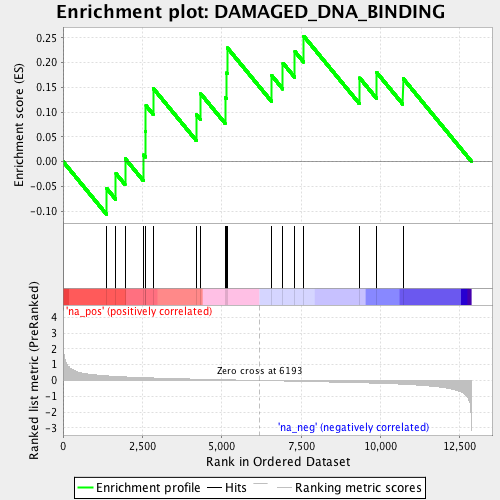 Enrichment plot: DAMAGED_DNA_BINDING
Enrichment score (ES)
0.25
0.20
0.15
0.10
0.05
0.00
-0.05
-0.10
'na_pos' (positively correlated)
Ranked list metric (PreRanked)
4
3
2
1
0
-1
-2
-3
Zero cross at 6193
'na_neg' (negatively correlated)
0
2,500
5,000
7,500
10,000
12,500
Rank in Ordered Dataset
Enrichment profile
Hits
Ranking metric scores